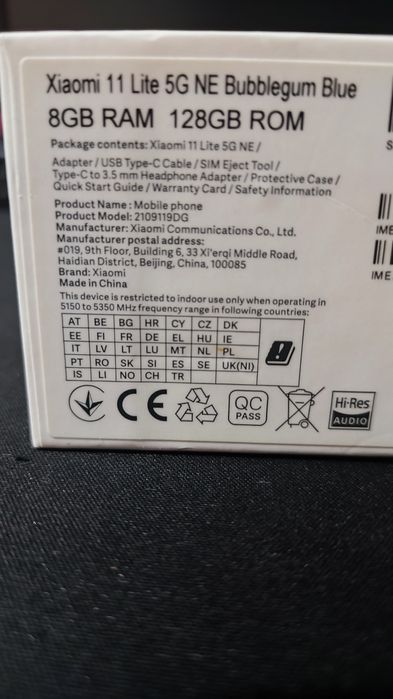 Xiaomi 11 Lite 5G NE Bubblegum Blue
8GB RAM 128GB ROM
Package contents: Xiaomi 11 Lite 5G NE /
Adapter / USB Type-C Cable / SIM Eject Tool /
Type-C to 3.5 mm Headphone Adapter / Protective Case /
Quick Start Guide / Warranty Card / Safety Information
Product Name : Mobile phone
Product Model : 2109119DG
Manufacturer: Xiaomi Communications Co., Ltd.
Manufacturer postal address:
#019, 9th Floor, Building 6, 33 Xi'erqi Middle Road,
Haidian District, Beijing, China, 100085
Brand: Xiaomi
Made in China
This device is restricted to indoor use only when operating in
5150 to 5350 MHz frequency range in following countries:
AT BE BG HR CY CZ DK
EE FI FR DE EL HU IE
IT LV LT LU MT NL PL
PT RO SK SI ES SE UK(NI)
IS LI NO CH TR
CE
QC
PASS
Hi-Res
AUDIO